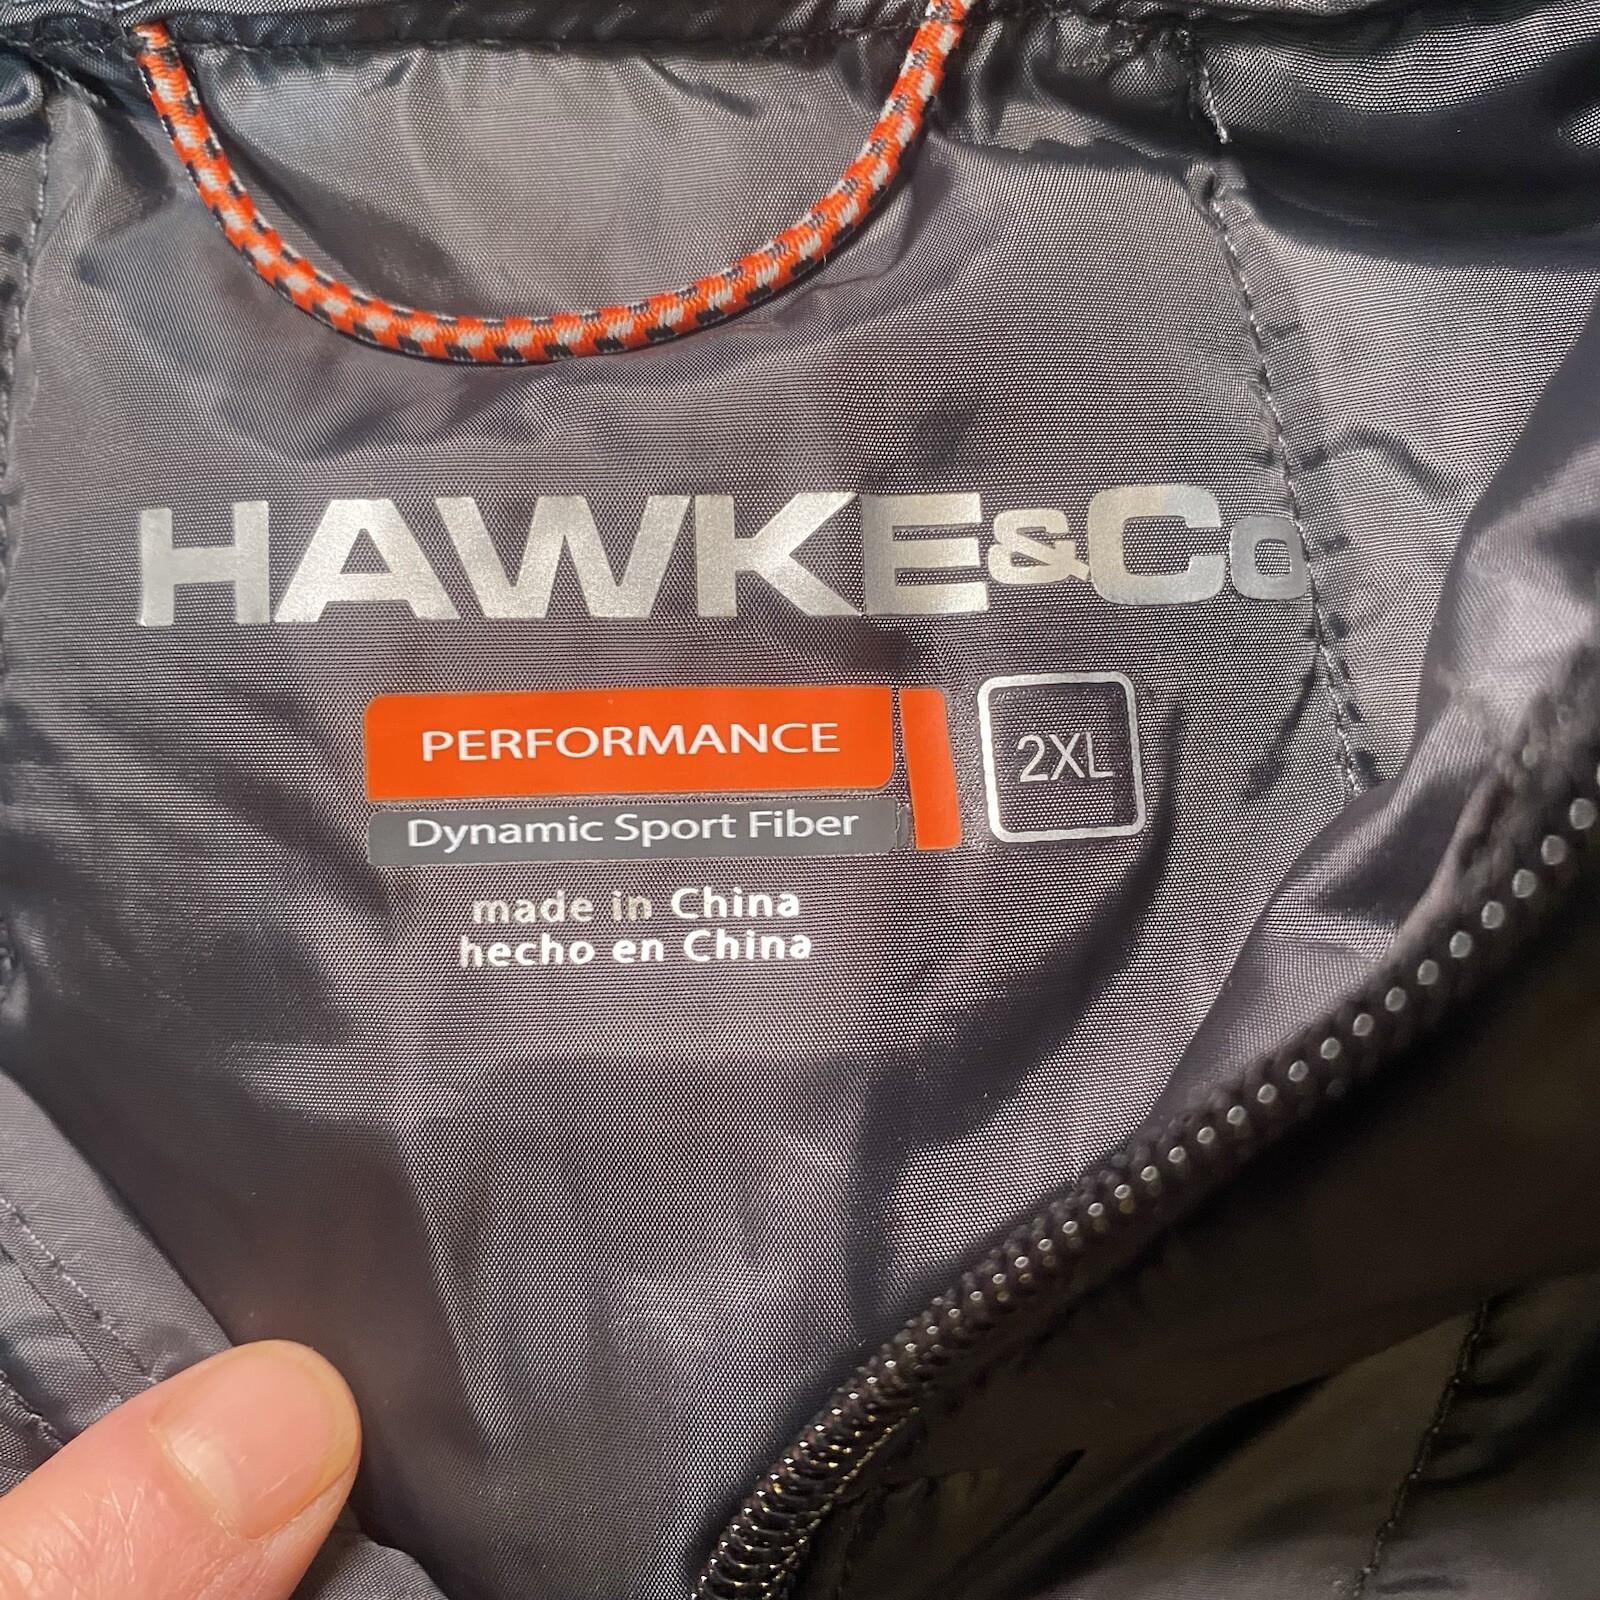 HAWKE&Co
PERFORMANCE
2XL
Dynamic Sport Fiber
made in China
hecho en China